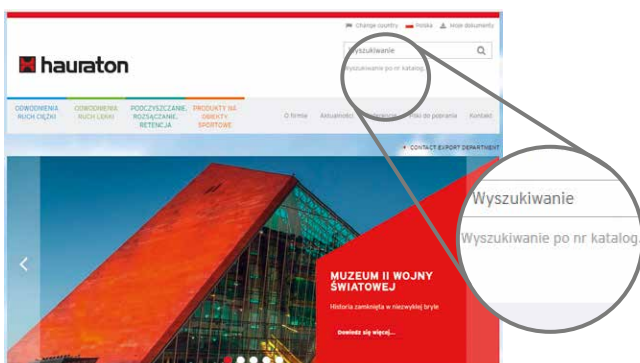 Change country Polska Moje dokumenty
Wyszukiwanie
Wyszukiwanie po nr katalog.
hauraton
ODWODNIENIA RUCH CIĘŻKI
ODWODNIENIA RUCH LEKKI
PODCZYSZCZANIE, ROZSĄCZANIE, RETENCJA
PRODUKTY NA OBIEKTY SPORTOWE
O firmie Aktualności Pliki do pobrania Kontakt
CONTACT EXPORT DEPARTMENT
Wyszukiwanie
Wyszukiwanie po nr katalog.
MUZEUM II WOJNY
ŚWIATOWEJ
Historia zamknięta w niezwykłej bryle
Dowiedz się więcej...